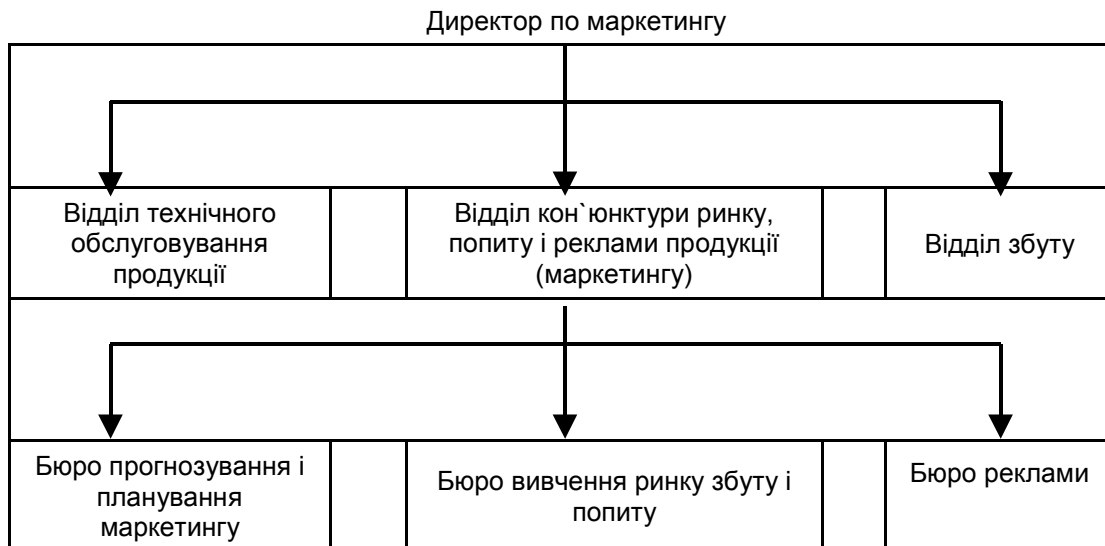 Директор по маркетингу
Відділ технічного
обслуговування
продукції
Відділ кон`юнктури ринку,
попиту і реклами продукції
(маркетингу)
Відділ збуту
Бюро прогнозування і
планування
маркетингу
Бюро вивчення ринку збуту і
попиту
Бюро реклами